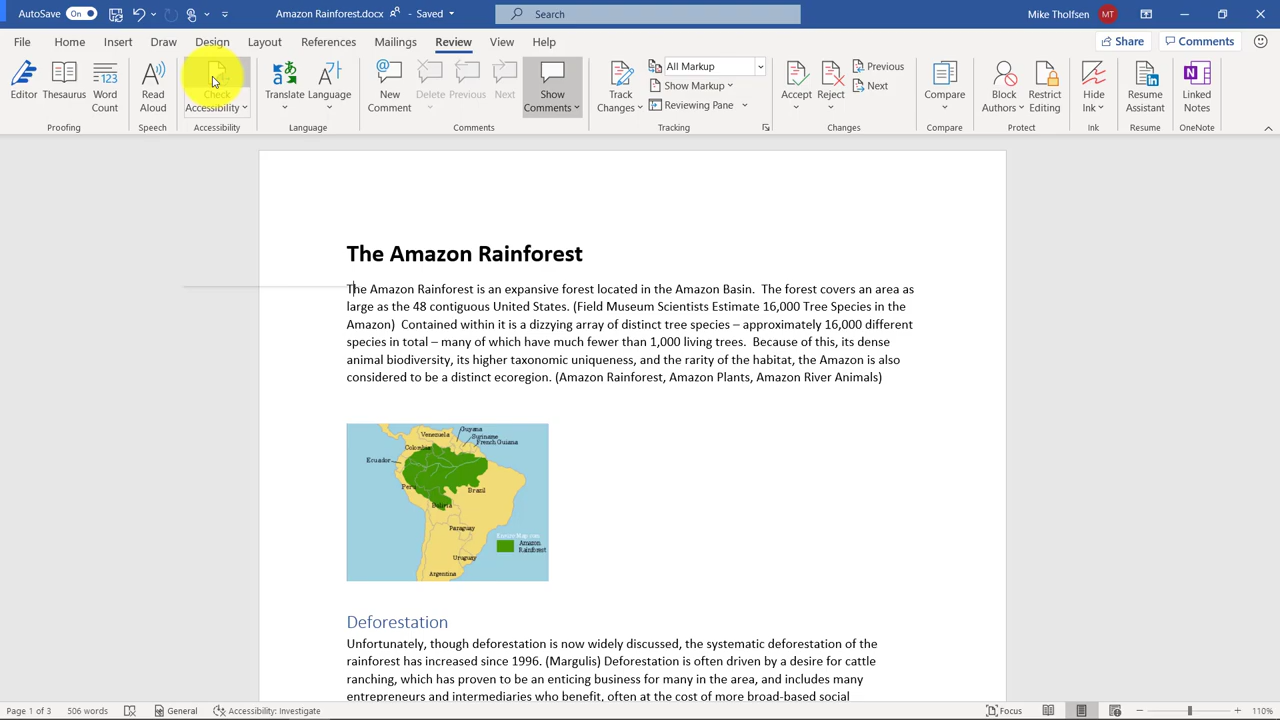 AutoSave On Amazon Rainforest.docx Search Mike Tholfsen
File Home Insert Draw Design Layout References Mailings Review View Help Share Comments
Editor
Thesaurus
Word Count
Proofing
Read Aloud
Speech
Check Accessibility
Accessibility
Translate
Language
Language
New Comment
Delete
Previous
Next
Show Comments
Comments
Track Changes
All Markup
Show Markup
Reviewing Pane
Tracking
Accept
Reject
Previous
Next
Changes
Compare
Compare
Block Authors
Restrict Editing
Protect
Hide Ink
Ink
Resume Assistant
Resume
Linked Notes
OneNote
The Amazon Rainforest
The Amazon Rainforest is an expansive forest located in the Amazon Basin. The forest covers an area as
large as the 48 contiguous United States. (Field Museum Scientists Estimate 16,000 Tree Species in the
Amazon) Contained within it is a dizzying array of distinct tree species – approximately 16,000 different
species in total – many of which have much fewer than 1,000 living trees. Because of this, its dense
animal biodiversity, its higher taxonomic uniqueness, and the rarity of the habitat, the Amazon is also
considered to be a distinct ecoregion. (Amazon Rainforest, Amazon Plants, Amazon River Animals)
Guyana
Venezuela
Suriname
French Guiana
Colombia
Ecuador
Peru
Brazil
Bolivia
Paraguay
Amazon
Rainforest
Uruguay
Argentina
Deforestation
Unfortunately, though deforestation is now widely discussed, the systematic deforestation of the
rainforest has increased since 1996. (Margulis) Deforestation is often driven by a desire for cattle
ranching, which has proven to be an enticing business for many in the area, and includes many
entrepreneurs and intermediaries who benefit, often at the cost of more broad-based social
Page 1 of 3 506 words General Accessibility: Investigate Focus 110%